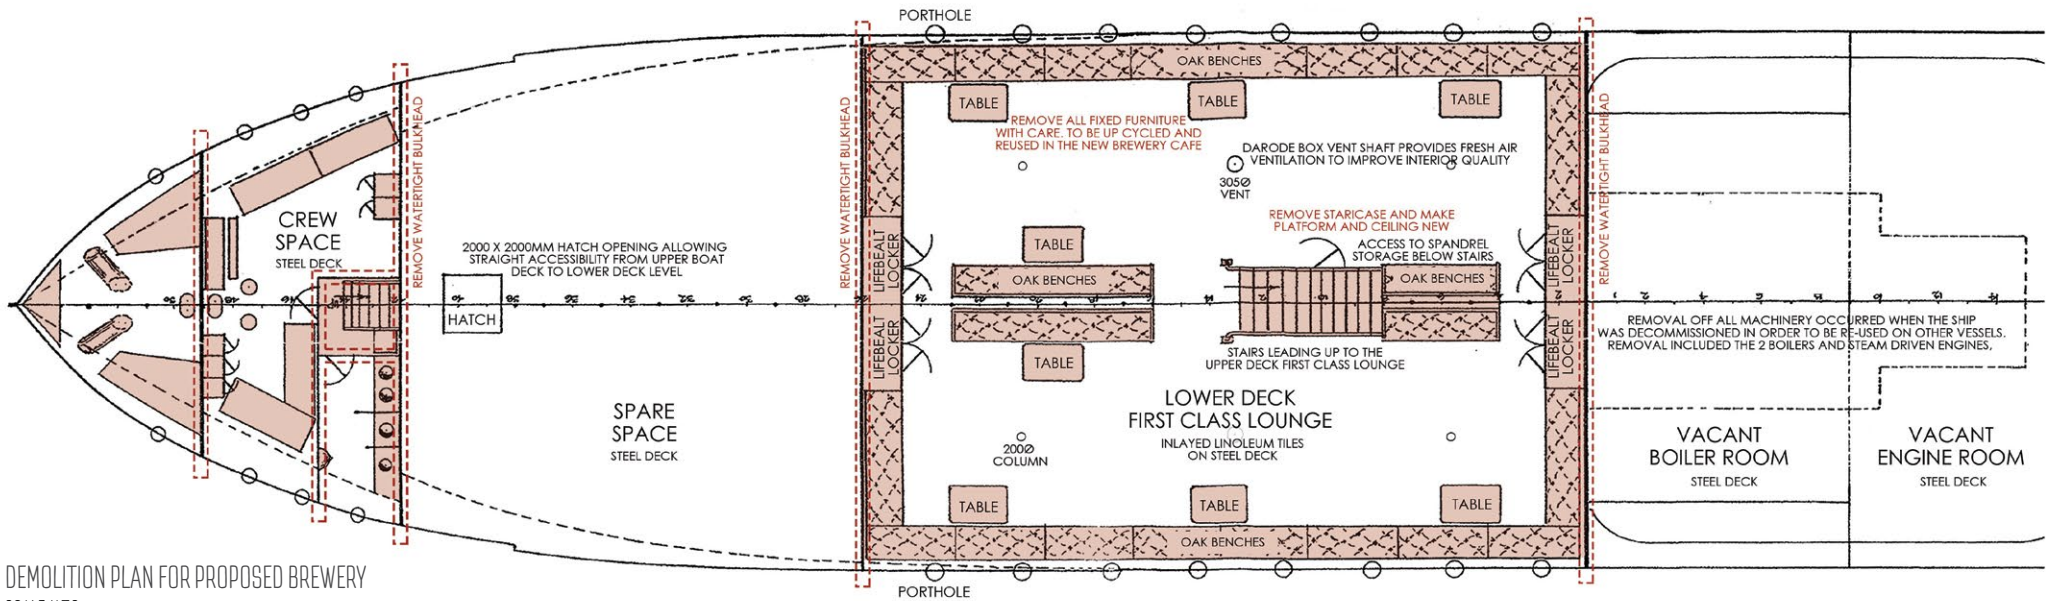 PORTHOLE
OAK BENCHES
TABLE
TABLE
TABLE
REMOVE WATERTIGHT BULKHEAD
REMOVE WATERTIGHT BULKHEAD
REMOVE WATERTIGHT BULKHEAD
REMOVE ALL FIXED FURNITURE
WITH CARE. TO BE UP CYCLED AND
REUSED IN THE NEW BREWERY CAFE
DARODE BOX VENT SHAFT PROVIDES FRESH AIR
VENTILATION TO IMPROVE INTERIOR QUALITY
305Ø
VENT
CREW
SPACE
STEEL DECK
2000 X 2000MM HATCH OPENING ALLOWING
STRAIGHT ACCESSIBILITY FROM UPPER BOAT
DECK TO LOWER DECK LEVEL
HATCH
LIFEBEALT
LOCKER
TABLE
OAK BENCHES
REMOVE STARICASE AND MAKE
PLATFORM AND CEILING NEW
ACCESS TO SPANDREL
STORAGE BELOW STAIRS
OAK BENCHES
LIFEBEALT
LOCKER
LIFEBEALT
LOCKER
TABLE
STAIRS LEADING UP TO THE
UPPER DECK FIRST CLASS LOUNGE
LIFEBEALT
LOCKER
REMOVAL OFF ALL MACHINERY OCCURRED WHEN THE SHIP
WAS DECOMMISSIONED IN ORDER TO BE RE-USED ON OTHER VESSELS.
REMOVAL INCLUDED THE 2 BOILERS AND STEAM DRIVEN ENGINES,
SPARE
SPACE
STEEL DECK
LOWER DECK
FIRST CLASS LOUNGE
INLAYED LINOLEUM TILES
ON STEEL DECK
200Ø
COLUMN
VACANT
BOILER ROOM
STEEL DECK
VACANT
ENGINE ROOM
STEEL DECK
TABLE
TABLE
TABLE
OAK BENCHES
PORTHOLE
DEMOLITION PLAN FOR PROPOSED BREWERY